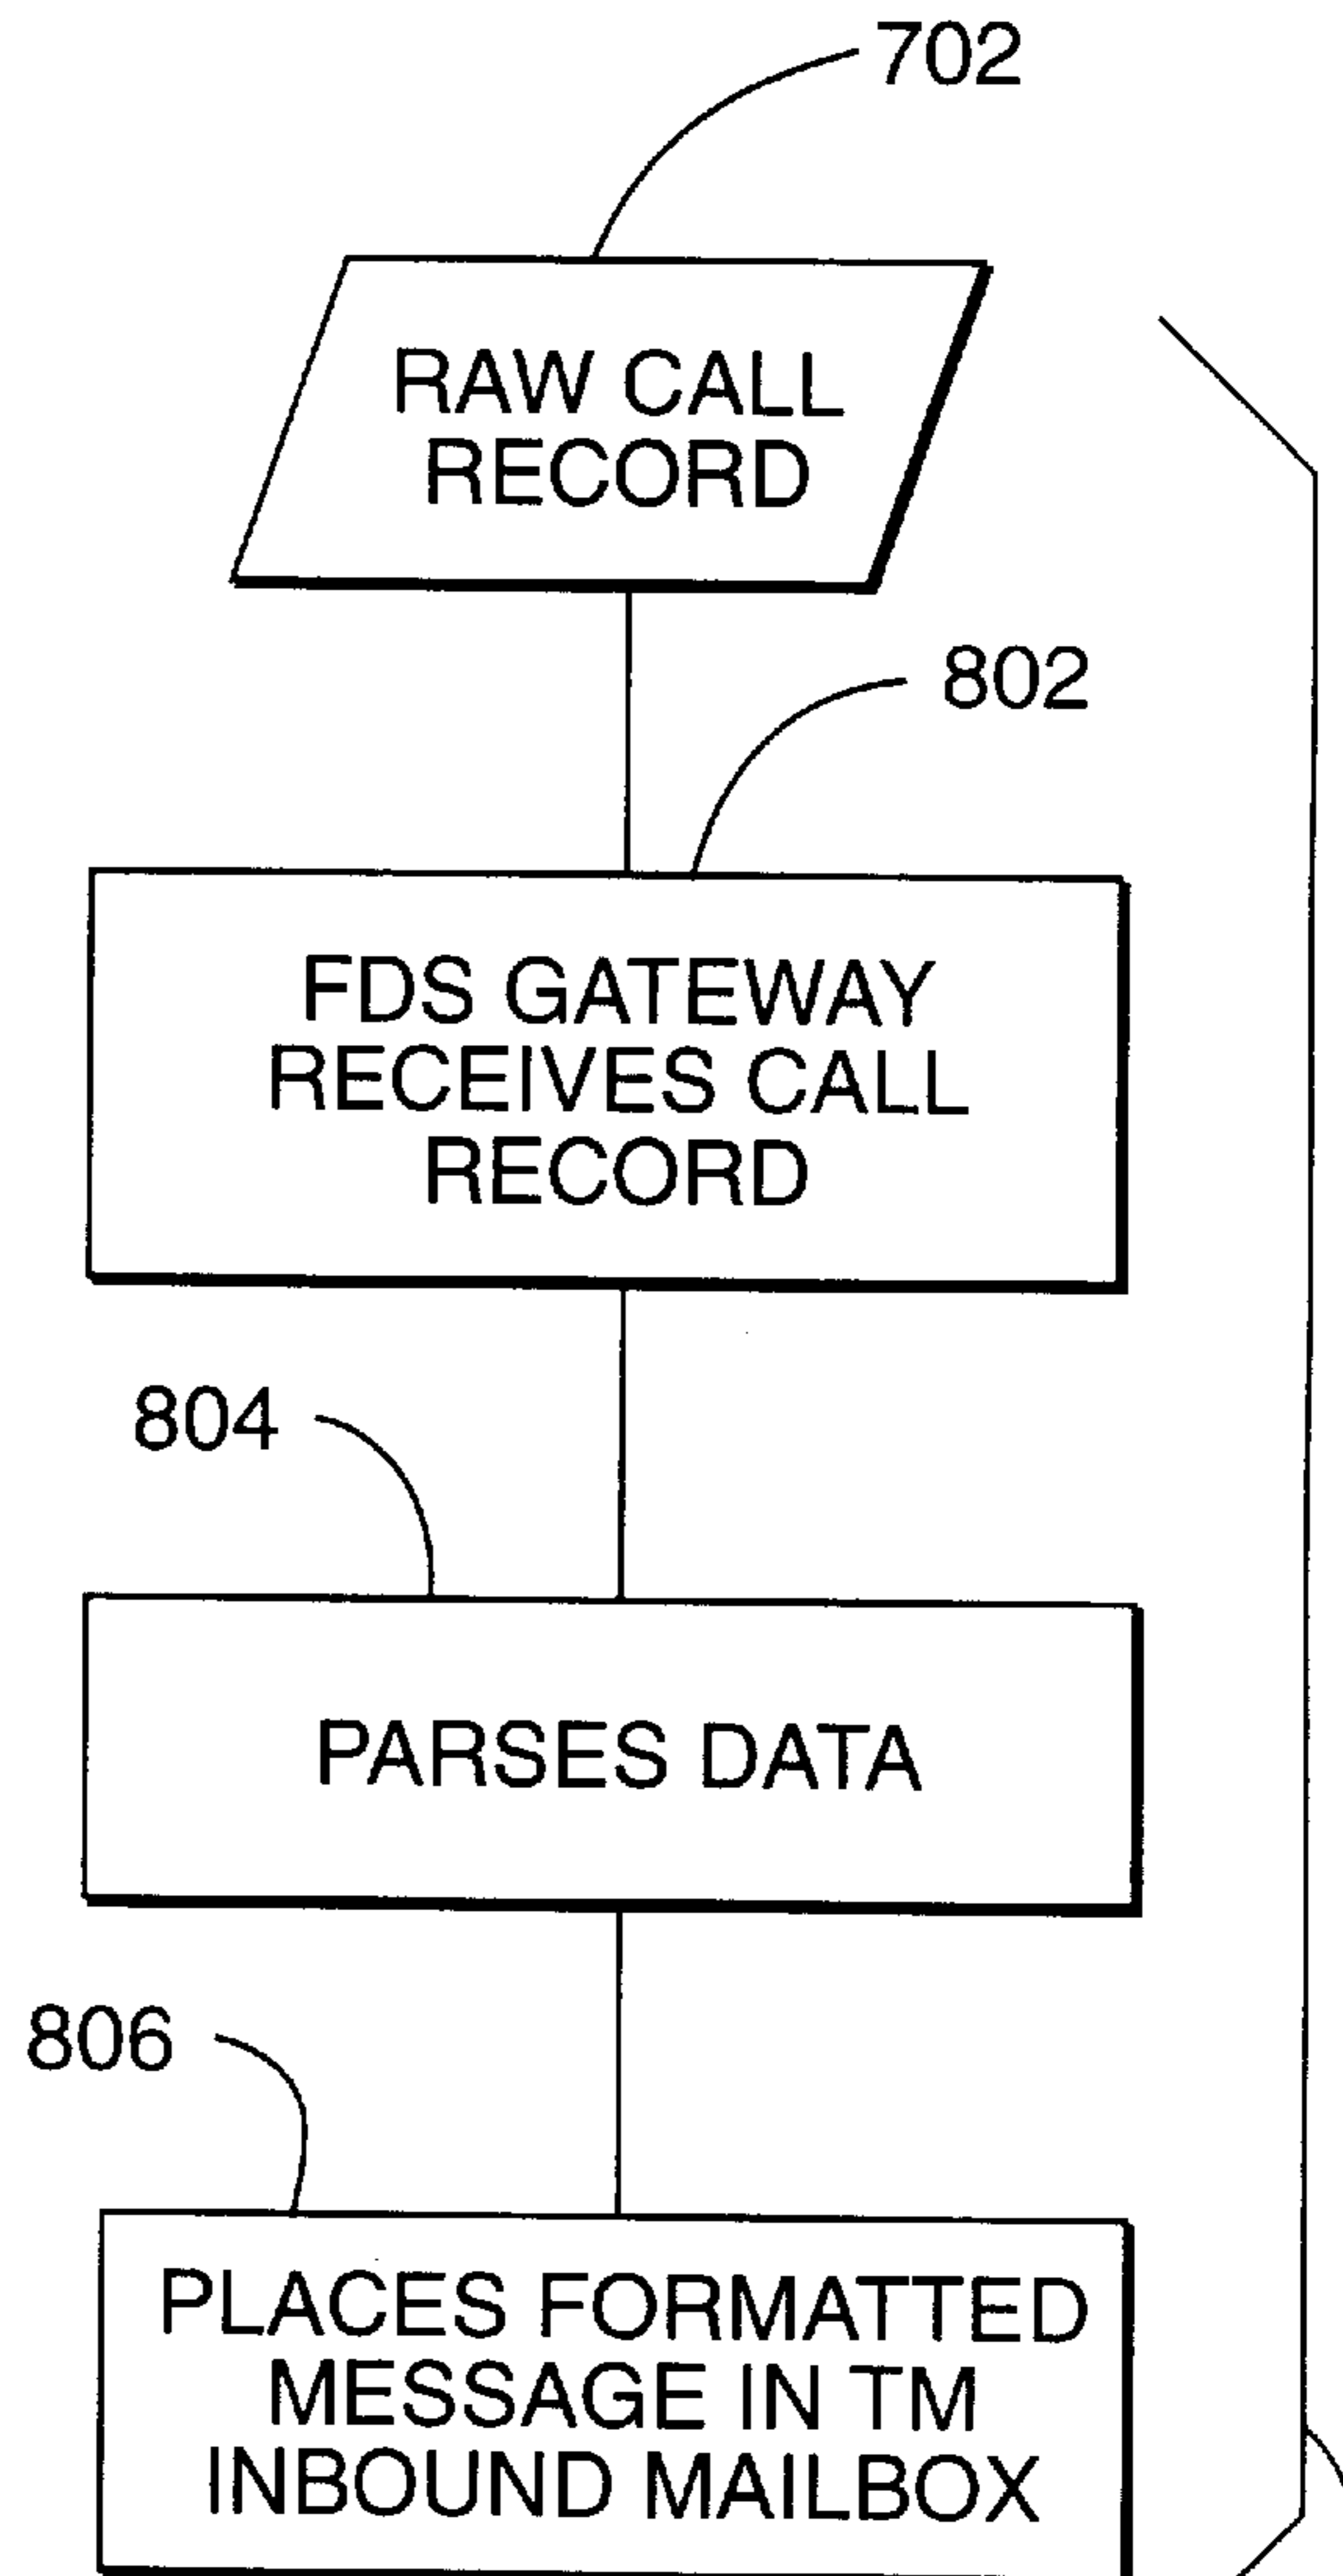 702
RAW CALL
RECORD
802
FDS GATEWAY
RECEIVES CALL
RECORD
804
PARSES DATA
806
PLACES FORMATTED
MESSAGE IN TM
INBOUND MAILBOX